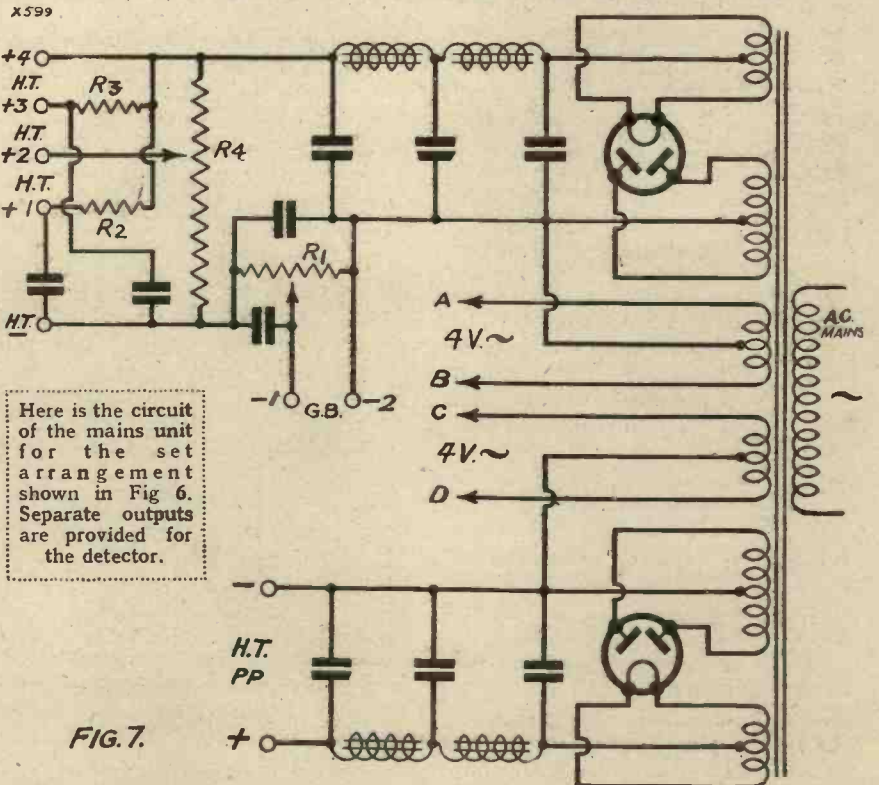 X599
+4
H.T.
+3
R3
H.T.
+2
R4
H.T.
+1
R2
R1
H.T.
-
A
4V.~
B
-1 G.B. -2
C
4V.~
D
A.C.
MAINS
~
Here is the circuit
of the mains unit
for the set
arrangement
shown in Fig 6.
Separate outputs
are provided for
the detector.
-
H.T.
PP
+
FIG. 7.